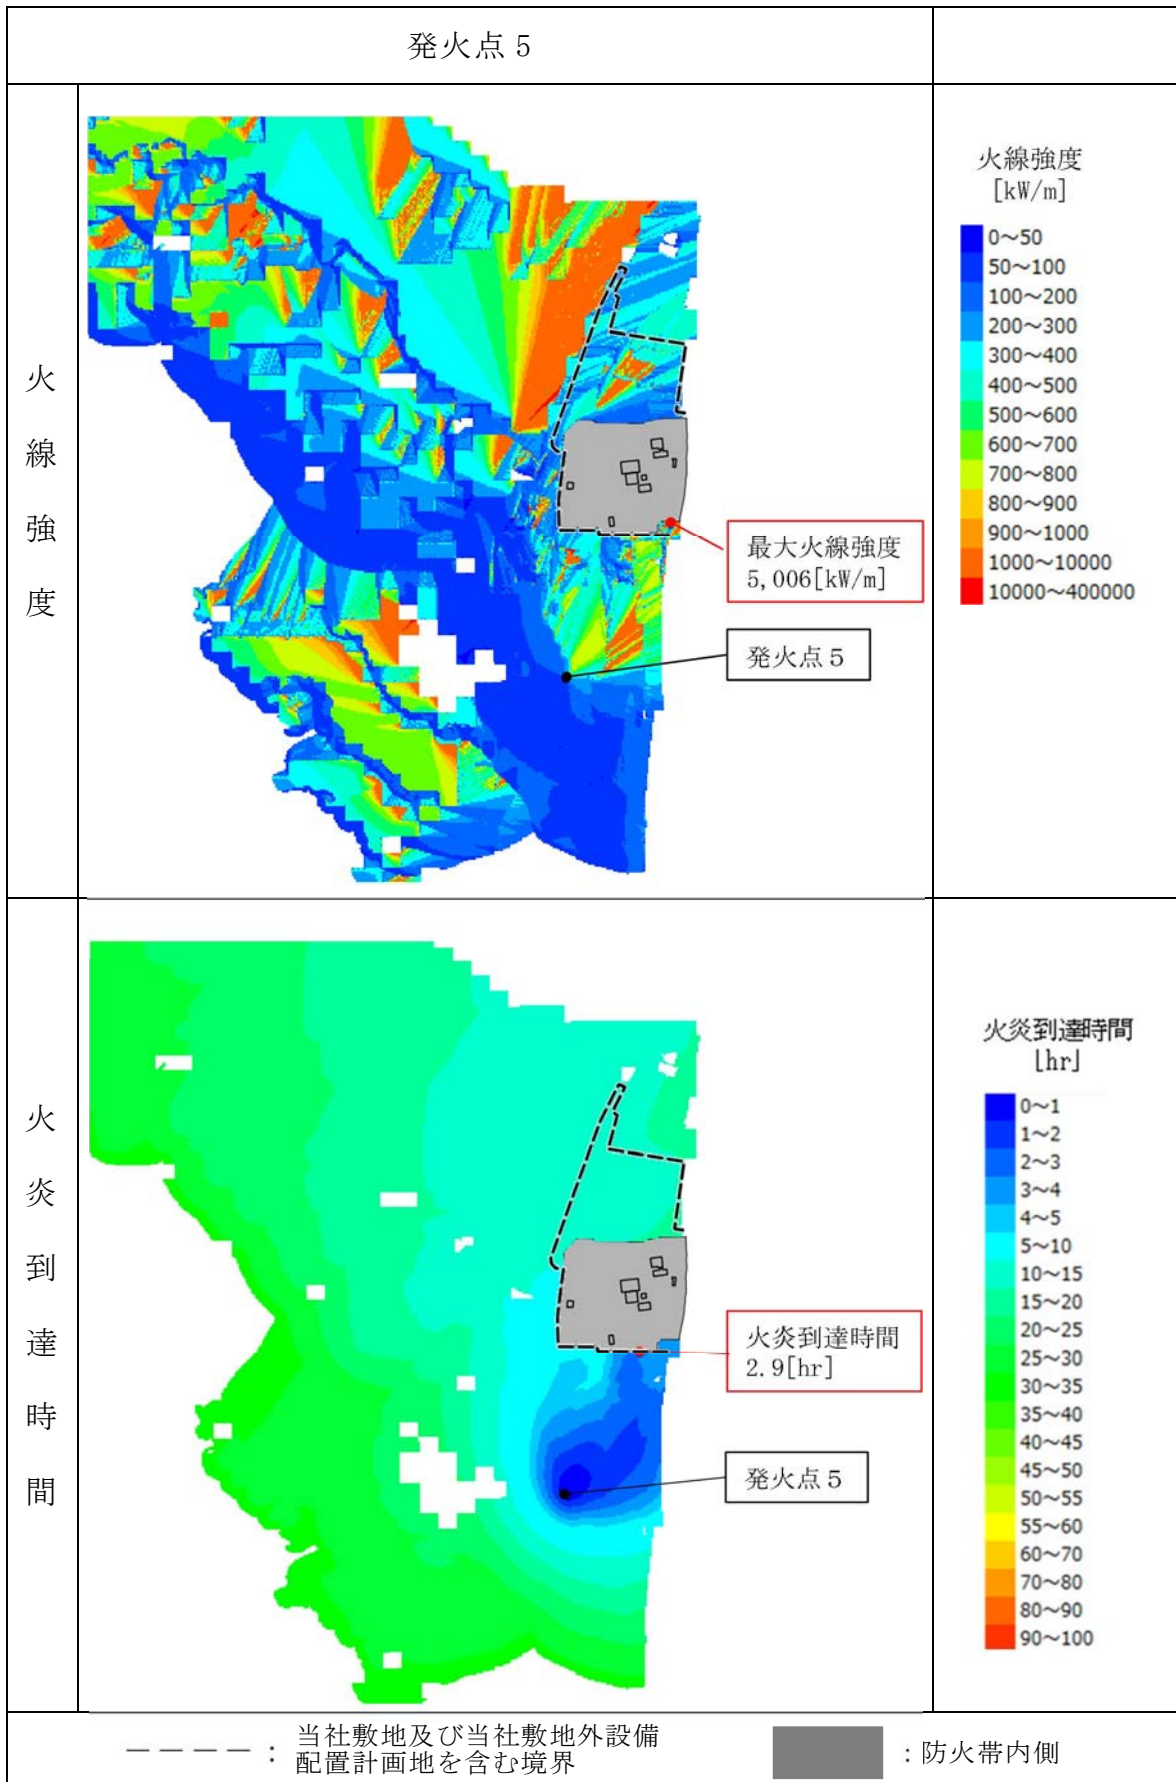 発火点５
火線強度
火線強度
[kW/m]
0～50
50～100
100～200
200～300
300～400
400～500
500～600
600～700
700～800
800～900
900～1000
1000～10000
10000～400000
最大火線強度
5,006[kW/m]
発火点５
火炎到達時間
火炎到達時間
[hr]
0～1
1～2
2～3
3～4
4～5
5～10
10～15
15～20
20～25
25～30
30～35
35～40
40～45
45～50
50～55
55～60
60～70
70～80
80～90
90～100
火炎到達時間
2.9[hr]
発火点５
：当社敷地及び当社敷地外設備
配置計画地を含む境界
：防火帯内側